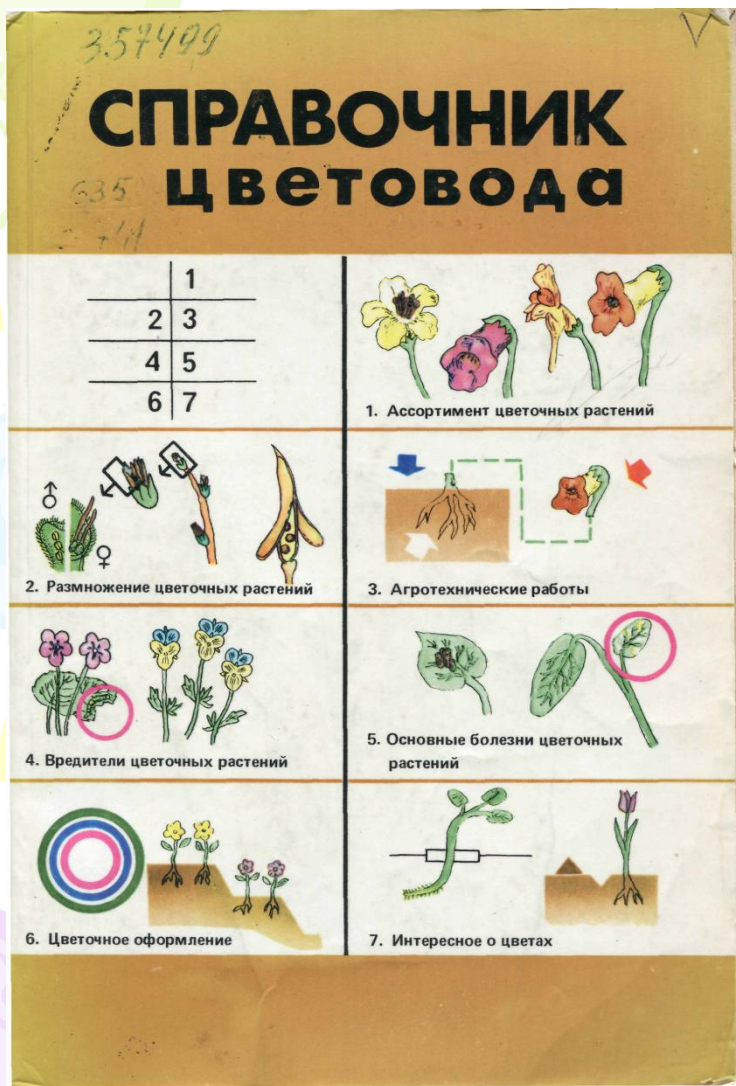 357499
СПРАВОЧНИК
635
цветовода
1
2 3
4 5
6 7
1. Ассортимент цветочных растений
♂
♀
2. Размножение цветочных растений
3. Агротехнические работы
4. Вредители цветочных растений
5. Основные болезни цветочных
растений
6. Цветочное оформление
7. Интересное о цветах